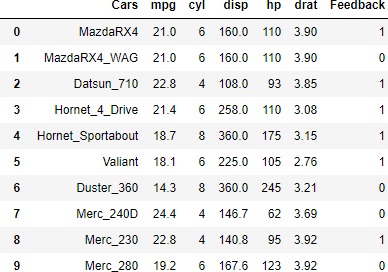 Cars mpg cyl disp hp drat Feedback
0 MazdaRX4 21.0 6 160.0 110 3.90 1
1 MazdaRX4_WAG 21.0 6 160.0 110 3.90 0
2 Datsun_710 22.8 4 108.0 93 3.85 1
3 Hornet_4_Drive 21.4 6 258.0 110 3.08 1
4 Hornet_Sportabout 18.7 8 360.0 175 3.15 1
5 Valiant 18.1 6 225.0 105 2.76 1
6 Duster_360 14.3 8 360.0 245 3.21 0
7 Merc_240D 24.4 4 146.7 62 3.69 0
8 Merc_230 22.8 4 140.8 95 3.92 1
9 Merc_280 19.2 6 167.6 123 3.92 0